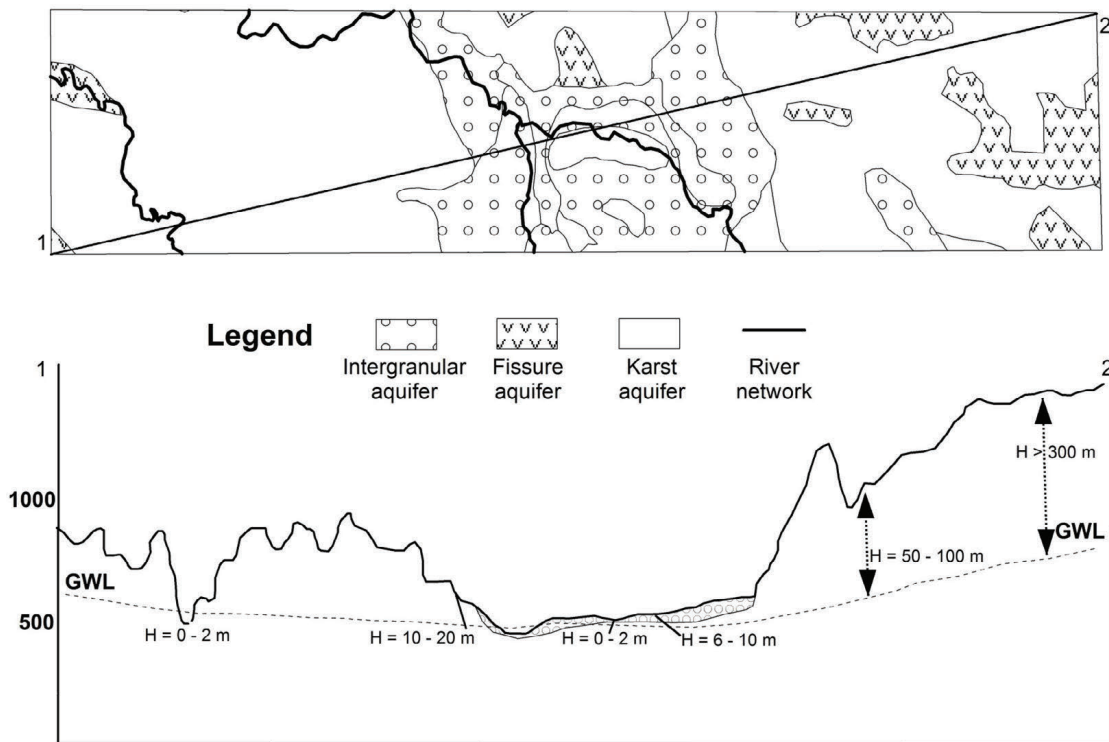 2
1
Legend
Intergranular
aquifer
Fissure
aquifer
Karst
aquifer
River
network
1
2
H > 300 m
1000
GWL
H = 50 - 100 m
GWL
500
H = 0 - 2 m
H = 10 - 20 m
H = 0 - 2 m
H = 6 - 10 m